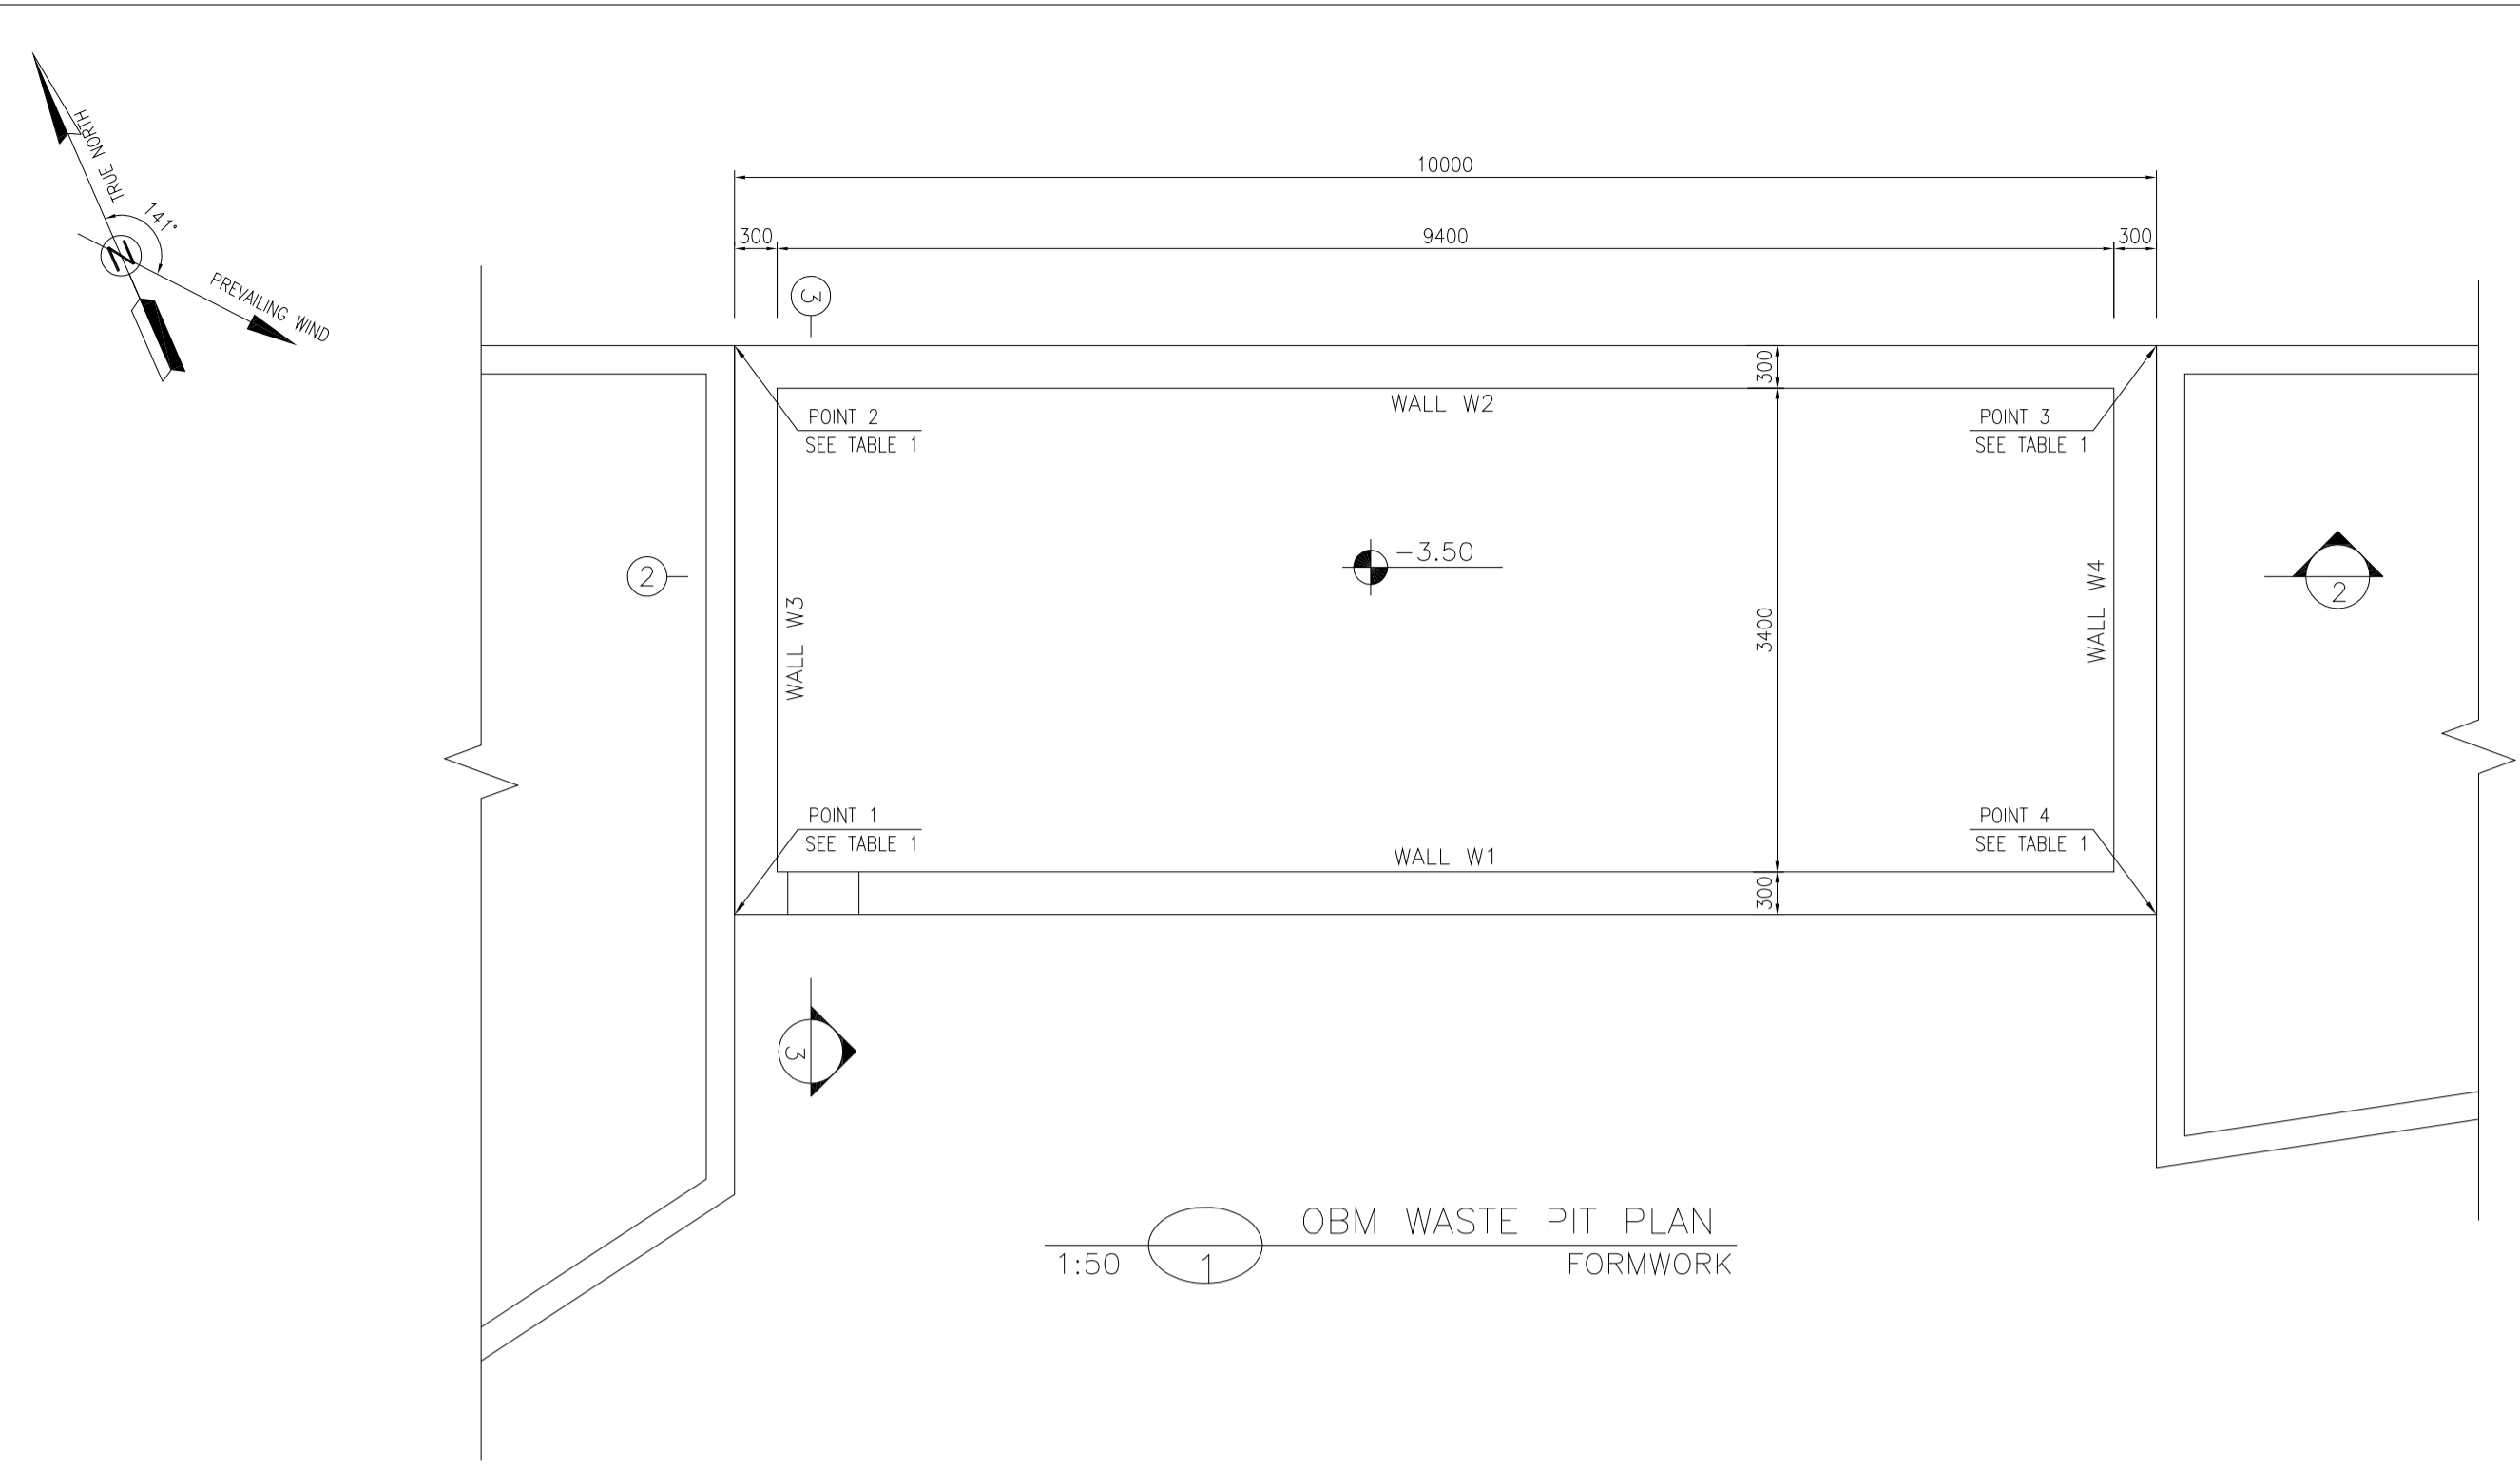 TRUE NORTH
141°
N
PREVAILING WIND
10000
300
9400
300
3
300
WALL W2
POINT 2
SEE TABLE 1
POINT 3
SEE TABLE 1
-3.50
2
2
WALL W3
3400
WALL W4
POINT 1
SEE TABLE 1
POINT 4
SEE TABLE 1
WALL W1
300
3
OBM WASTE PIT PLAN
1:50
1
FORMWORK